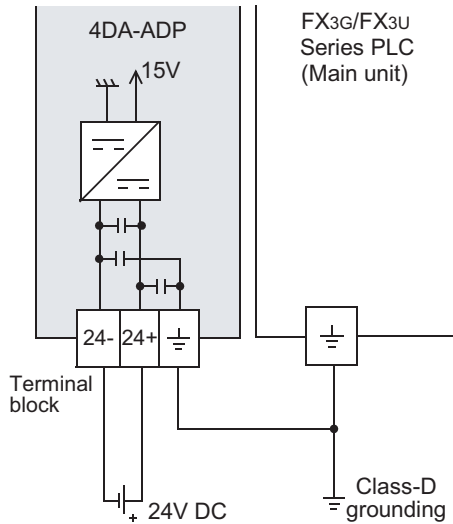 4DA-ADP
15V
FX3G/FX3U
Series PLC
(Main unit)
24- 24+
Terminal
block
+ 24V DC
Class-D
grounding